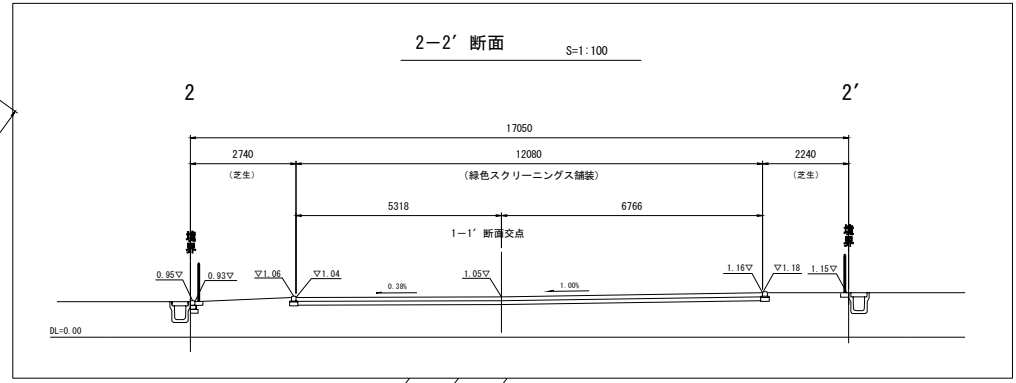 2－2′ 断面
S=1:100
2
2′
17050
2740
12080
2240
(芝生)
(緑色スクリーニングス舗装)
(芝生)
5318
6766
1－1′ 断面交点
境界
境界
0.95▽
0.93▽
▽1.06
▽1.04
1.05▽
1.16▽
▽1.18
1.15▽
0.38%
1.00%
DL=0.00